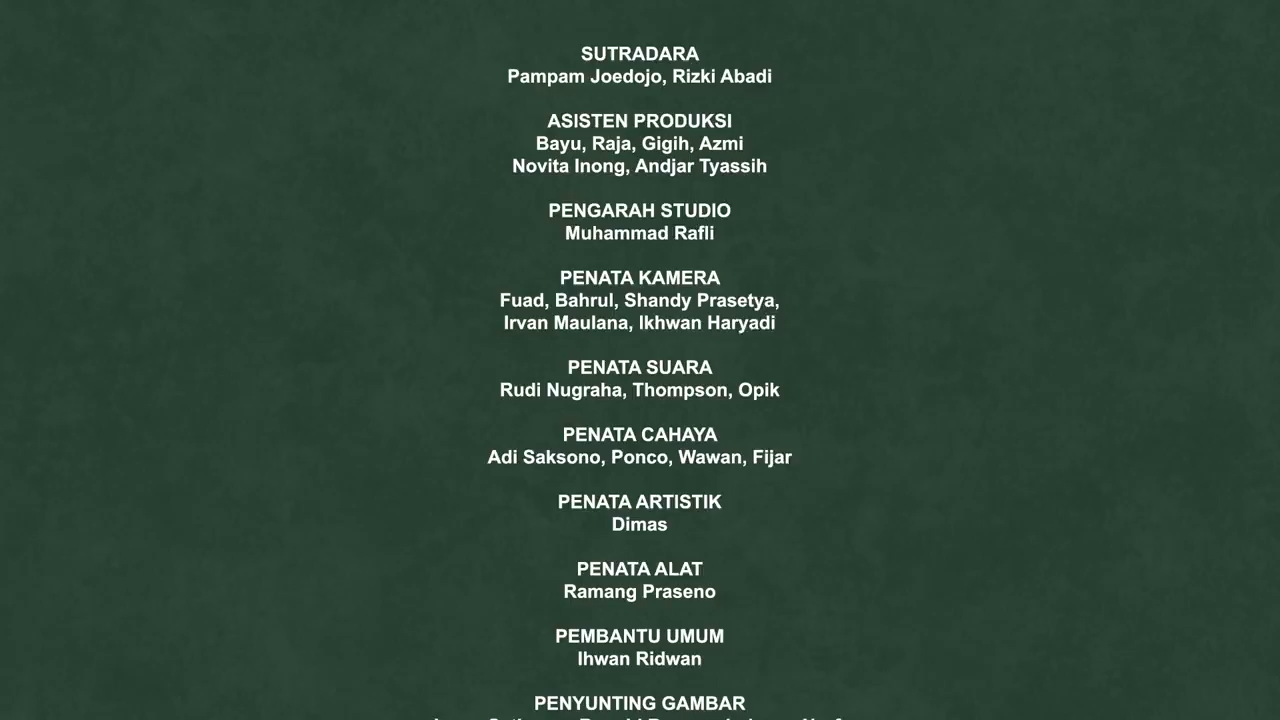 SUTRADARA
Pampam Joedojo, Rizki Abadi
ASISTEN PRODUKSI
Bayu, Raja, Gigih, Azmi
Novita Inong, Andjar Tyassih
PENGARAH STUDIO
Muhammad Rafli
PENATA KAMERA
Fuad, Bahrul, Shandy Prasetya,
Irvan Maulana, Ikhwan Haryadi
PENATA SUARA
Rudi Nugraha, Thompson, Opik
PENATA CAHAYA
Adi Saksono, Ponco, Wawan, Fijar
PENATA ARTISTIK
Dimas
PENATA ALAT
Ramang Praseno
PEMBANTU UMUM
Ihwan Ridwan
PENYUNTING GAMBAR